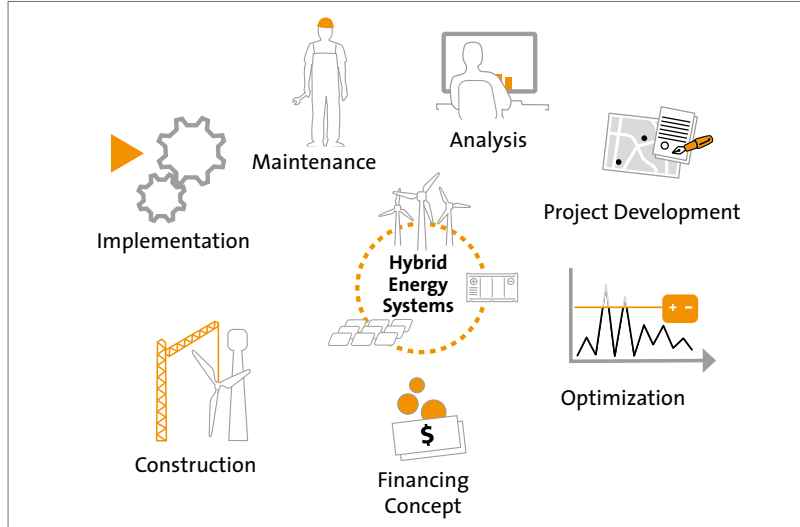 Maintenance
Analysis
Project Development
Implementation
Hybrid
Energy
Systems
+ −
Optimization
Construction
$
Financing
Concept